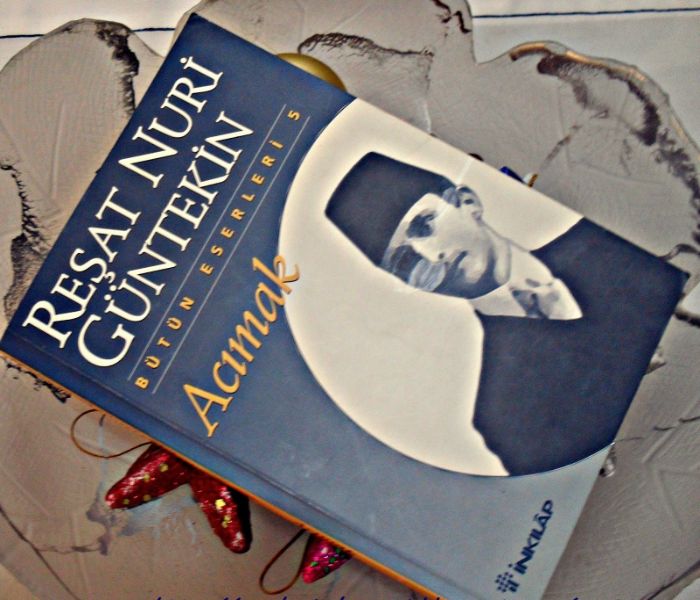 REŞAT NURİ
GÜNTEKİN
BÜTÜN ESERLERİ 5
Acımak
İNKILÂP